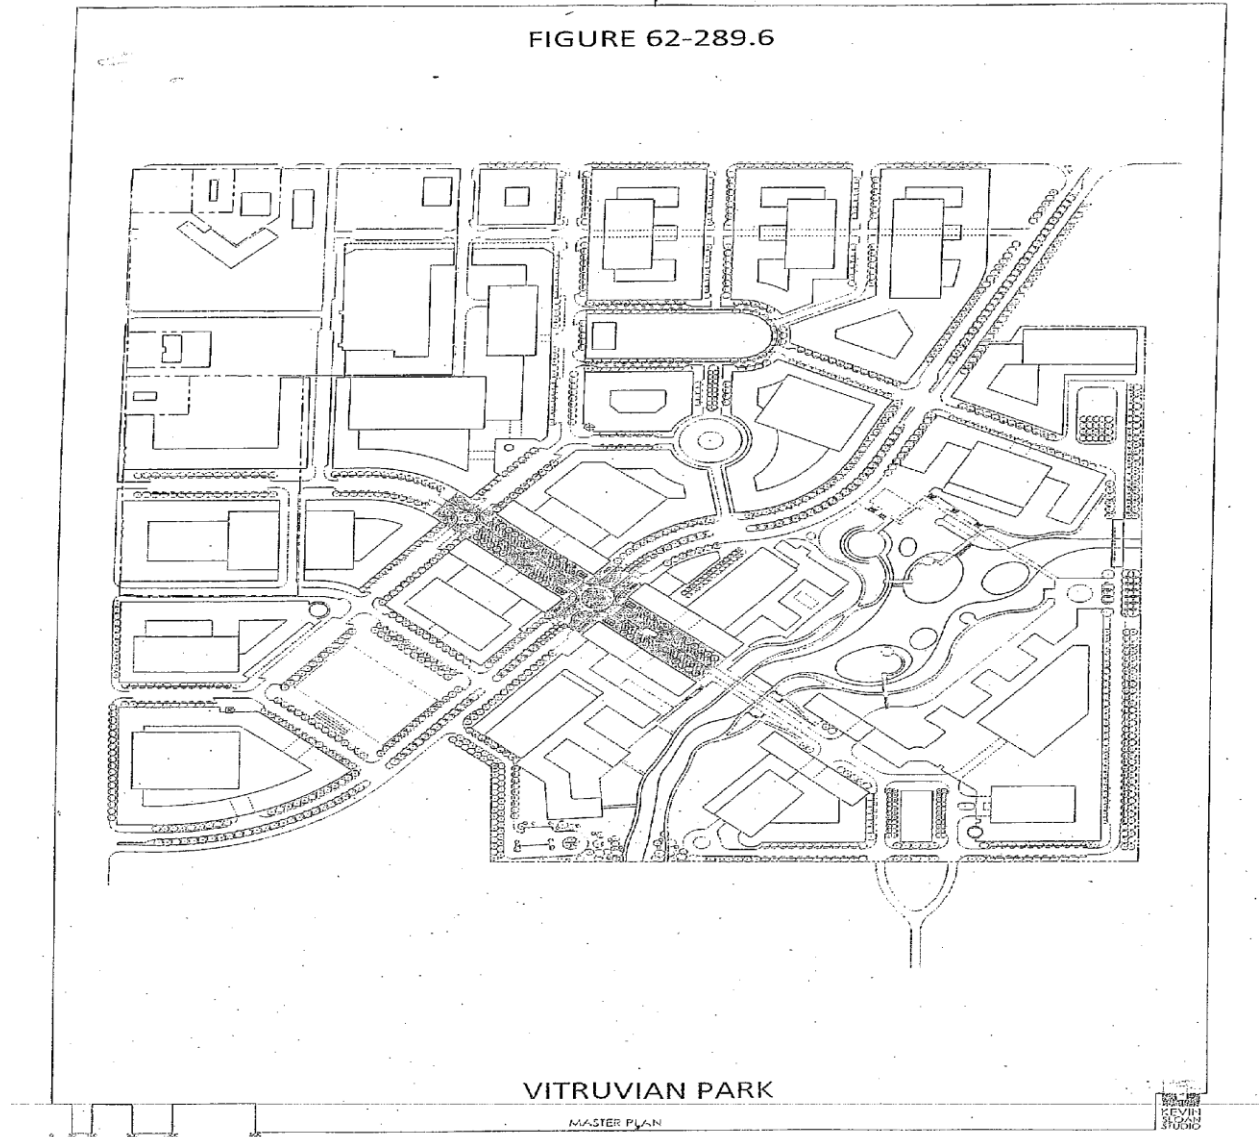 FIGURE 62-289.6
VITRUVIAN PARK
MASTER PLAN
KEVIN
SLOAN
STUDIO